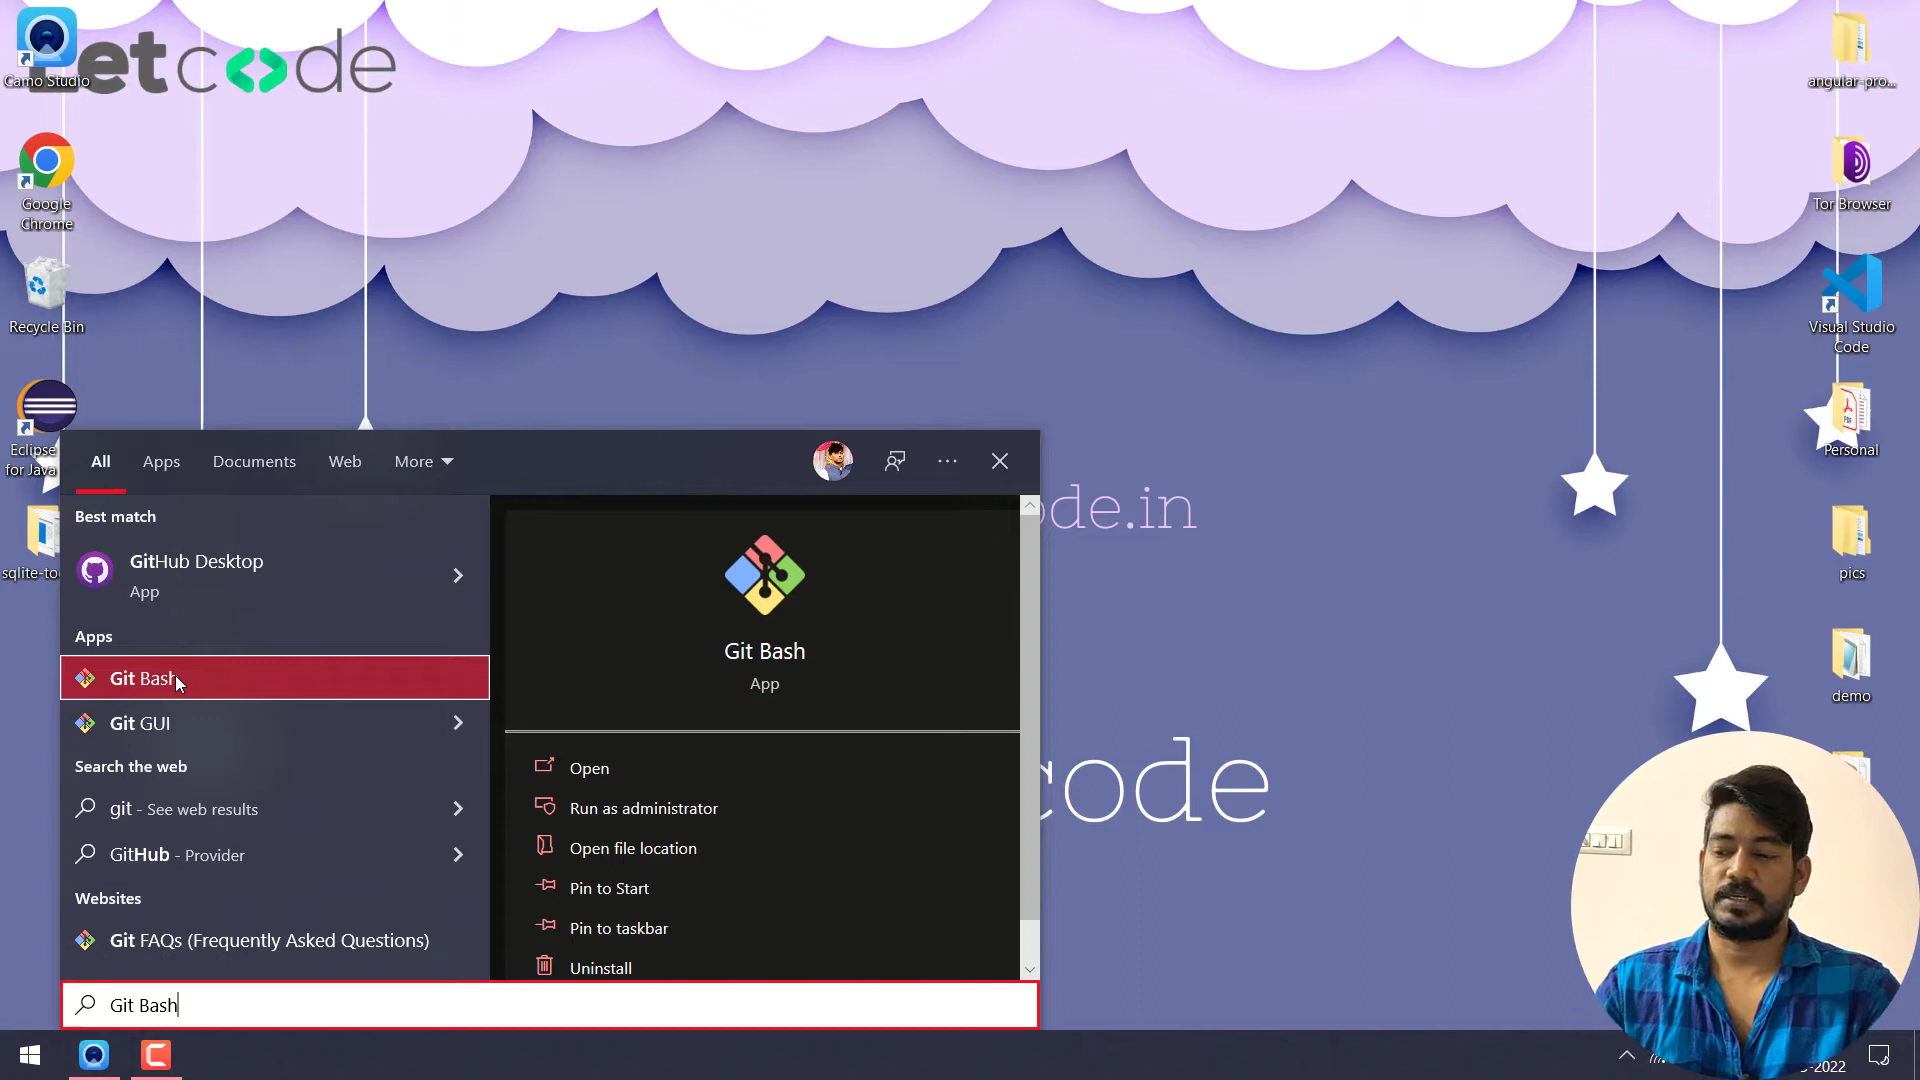 etcode
Camo Studio
Google
Chrome
Recycle Bin
Eclipse
for Java
sqlite-to
angular-pro...
Tor Browser
Visual Studio
Code
Personal
pics
demo
ode.in
code
All
Apps
Documents
Web
More
Best match
GitHub Desktop
App
Apps
Git Bash
Git GUI
Search the web
git - See web results
GitHub - Provider
Websites
Git FAQs (Frequently Asked Questions)
Git Bash
App
Open
Run as administrator
Open file location
Pin to Start
Pin to taskbar
Uninstall
Git Bash
-2022